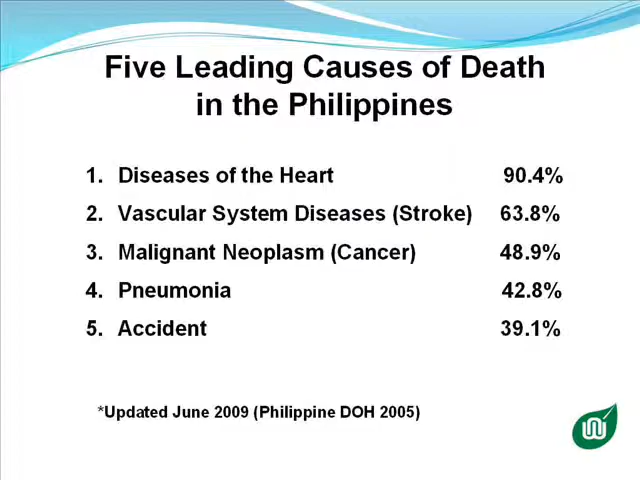 Five Leading Causes of Death
in the Philippines
1. Diseases of the Heart 90.4%
2. Vascular System Diseases (Stroke) 63.8%
3. Malignant Neoplasm (Cancer) 48.9%
4. Pneumonia 42.8%
5. Accident 39.1%
*Updated June 2009 (Philippine DOH 2005)